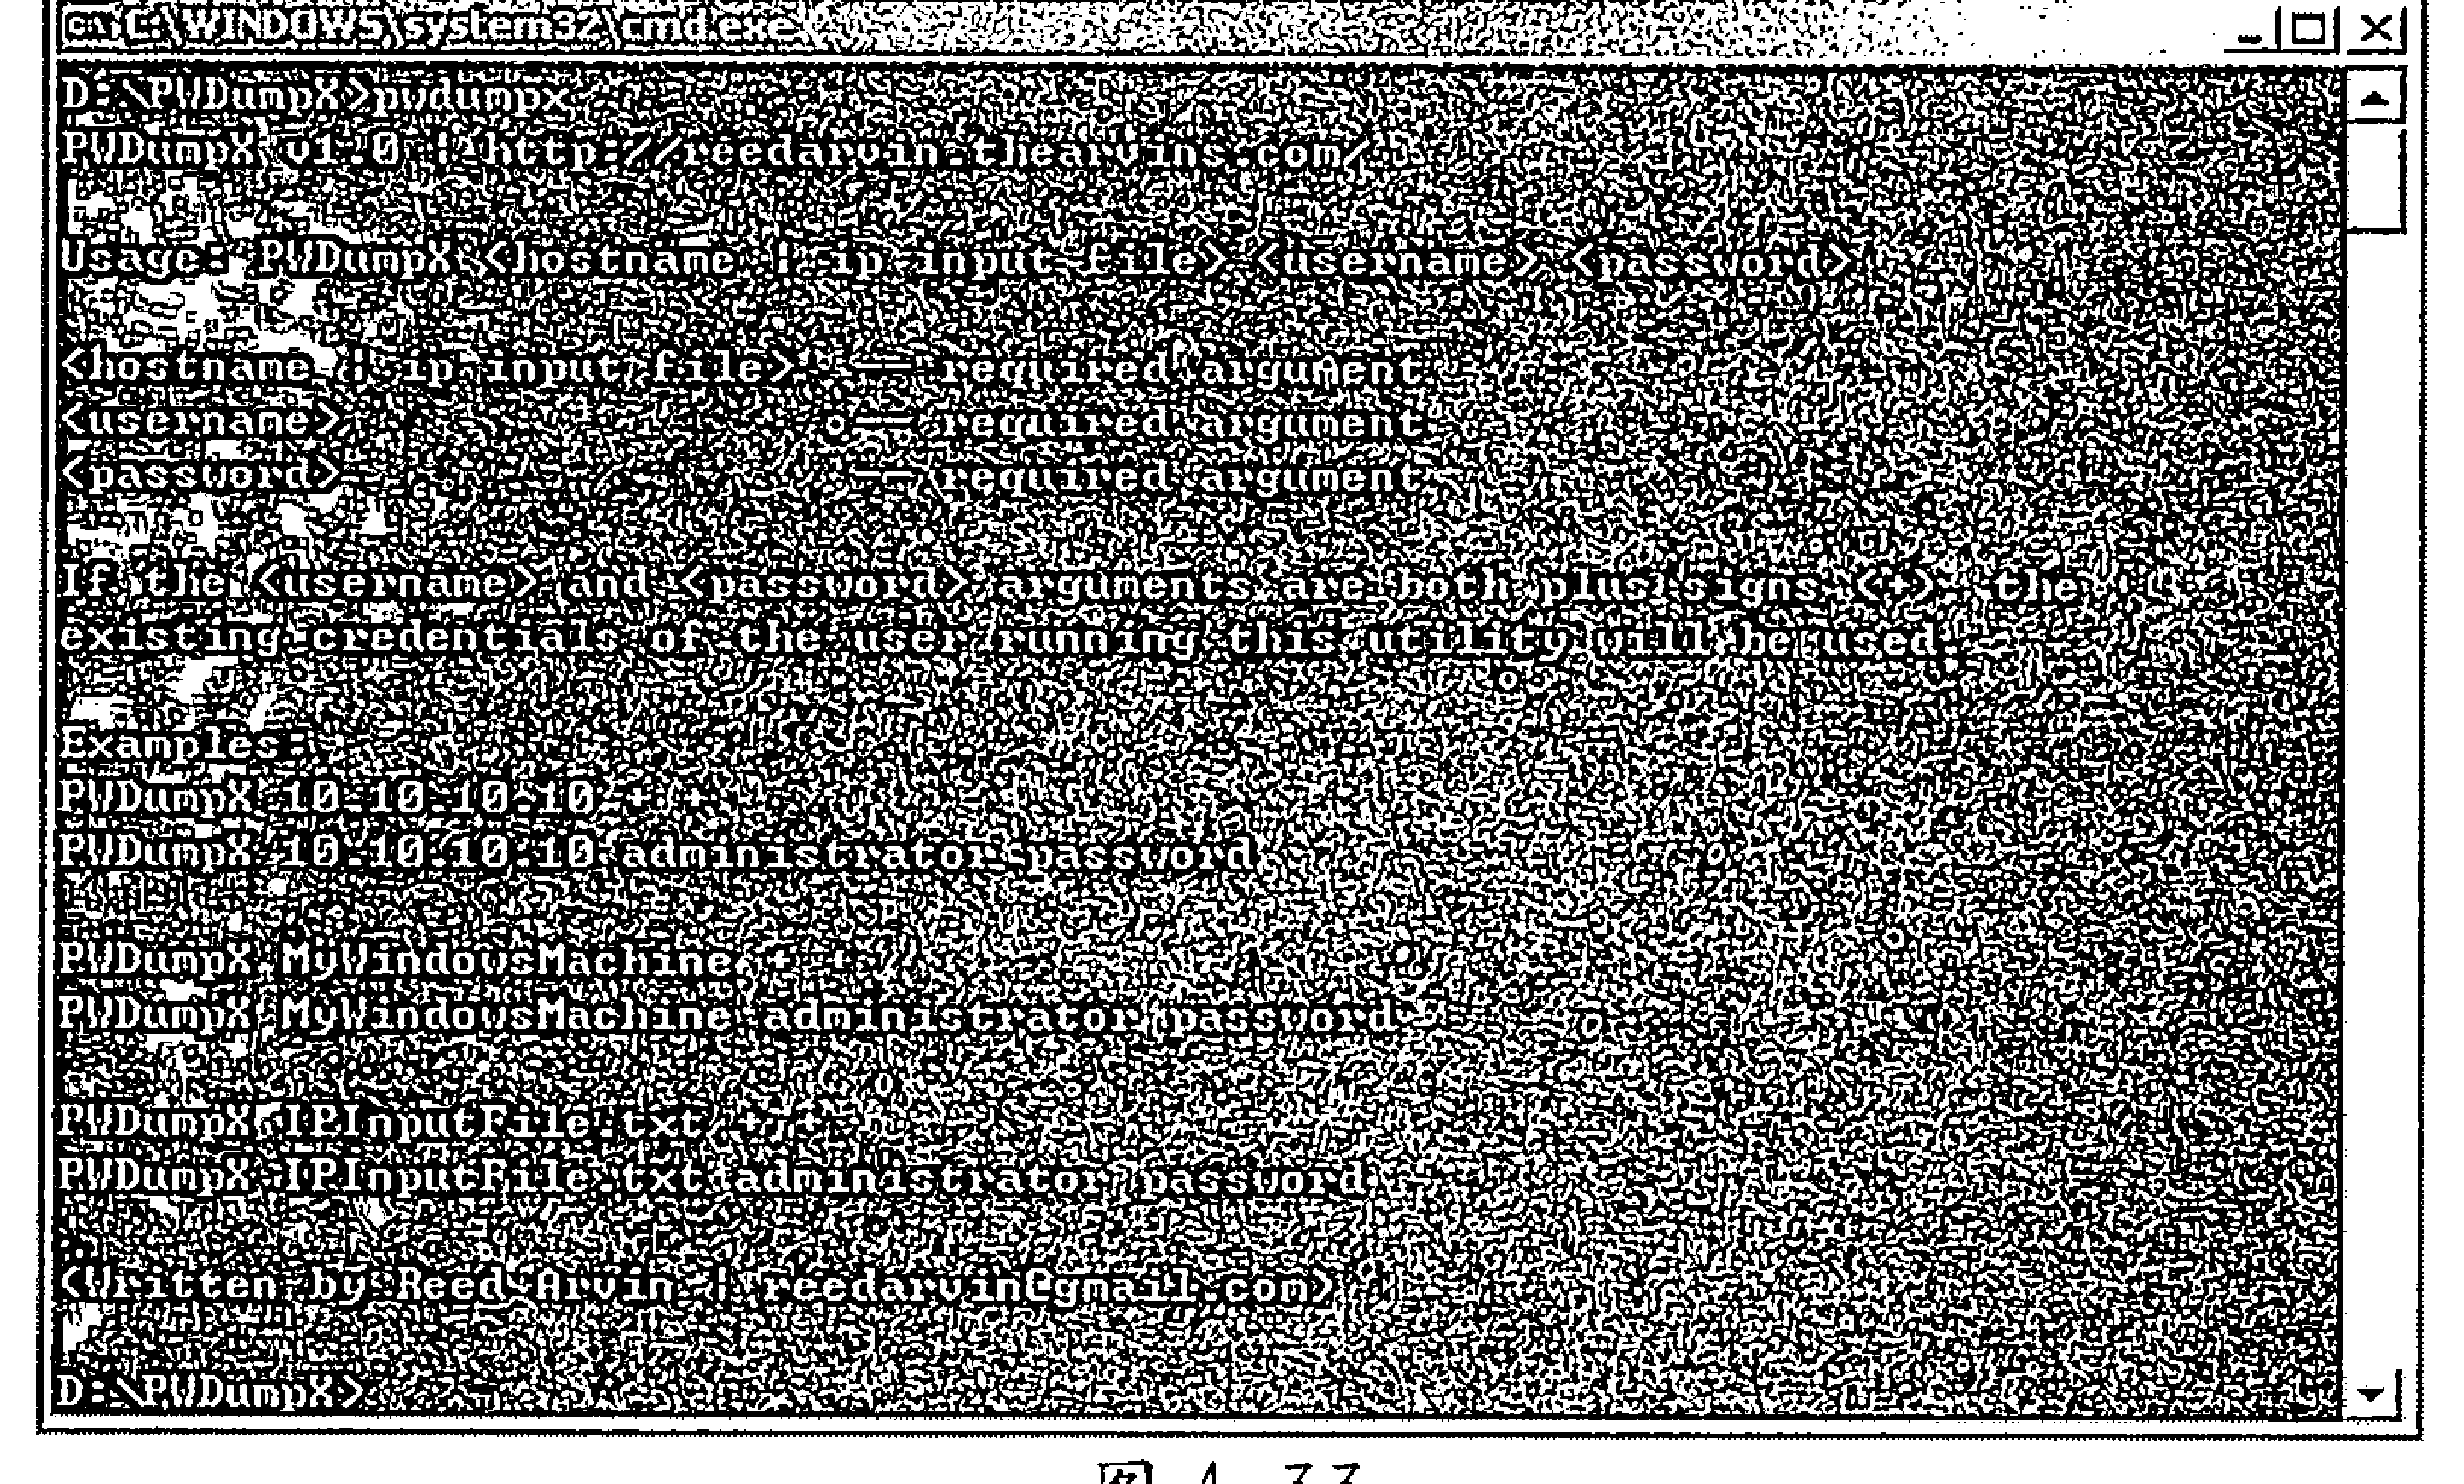 C:\WINDOWS\system32\cmd.exe
D:\PWDumpX>pwdumpx
PWDumpX v1.0 | http://reedarvin.thearvins.com/
Usage: PWDumpX <hostname | ip input file> <username> <password>
<hostname | ip input file> -- required argument
<username> -- required argument
<password> -- required argument
If the <username> and <password> arguments are both plus signs (+), the
existing credentials of the user running this utility will be used.
Examples:
PWDumpX 10.10.10.10 + +
PWDumpX 10.10.10.10 administrator password
PWDumpX MyWindowsMachine + +
PWDumpX MyWindowsMachine administrator password
PWDumpX IPInputFile.txt + +
PWDumpX IPInputFile.txt administrator password
(Written by Reed Arvin | reedarvin@gmail.com)
D:\PWDumpX>